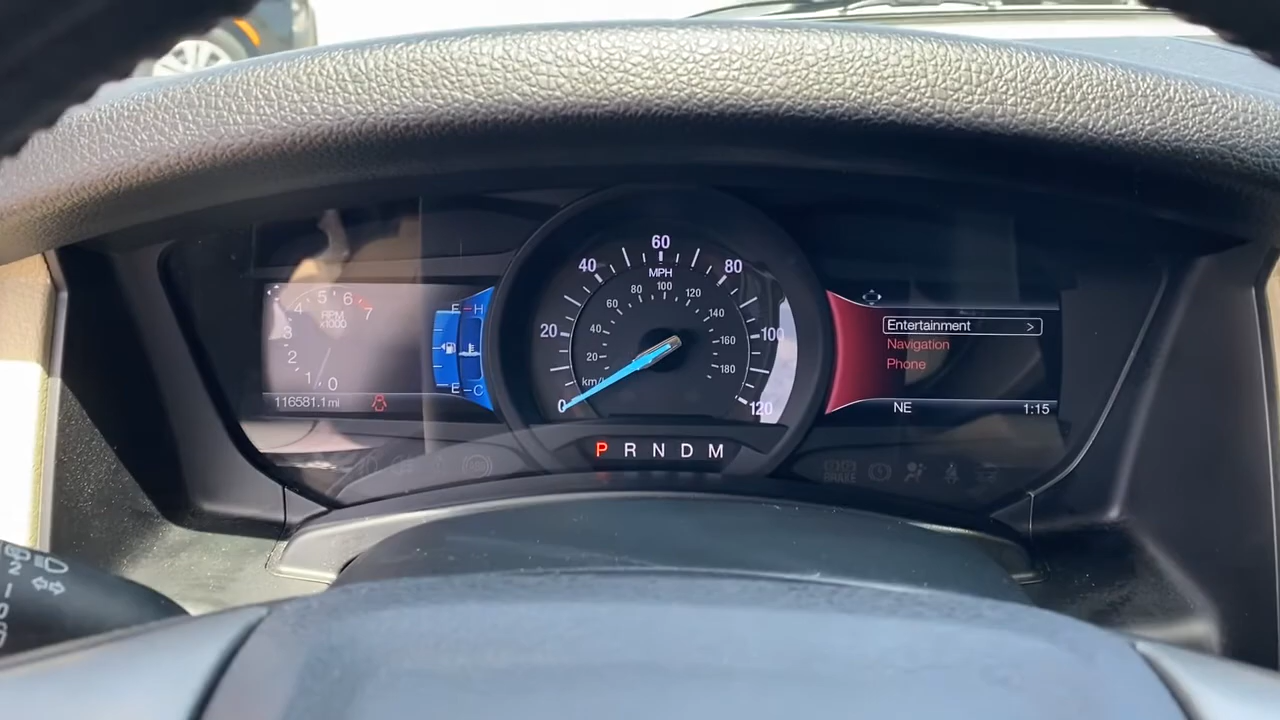 60
40 80
MPH
100
80 120
60 140
40 160
20 180
km/h
20 100
0 120
5 6
4 7
3
RPM
x1000
2
1 0
116581.1 mi
E H
E C
P R N D M
Entertainment >
Navigation
Phone
NE 1:15
BRAKE
2